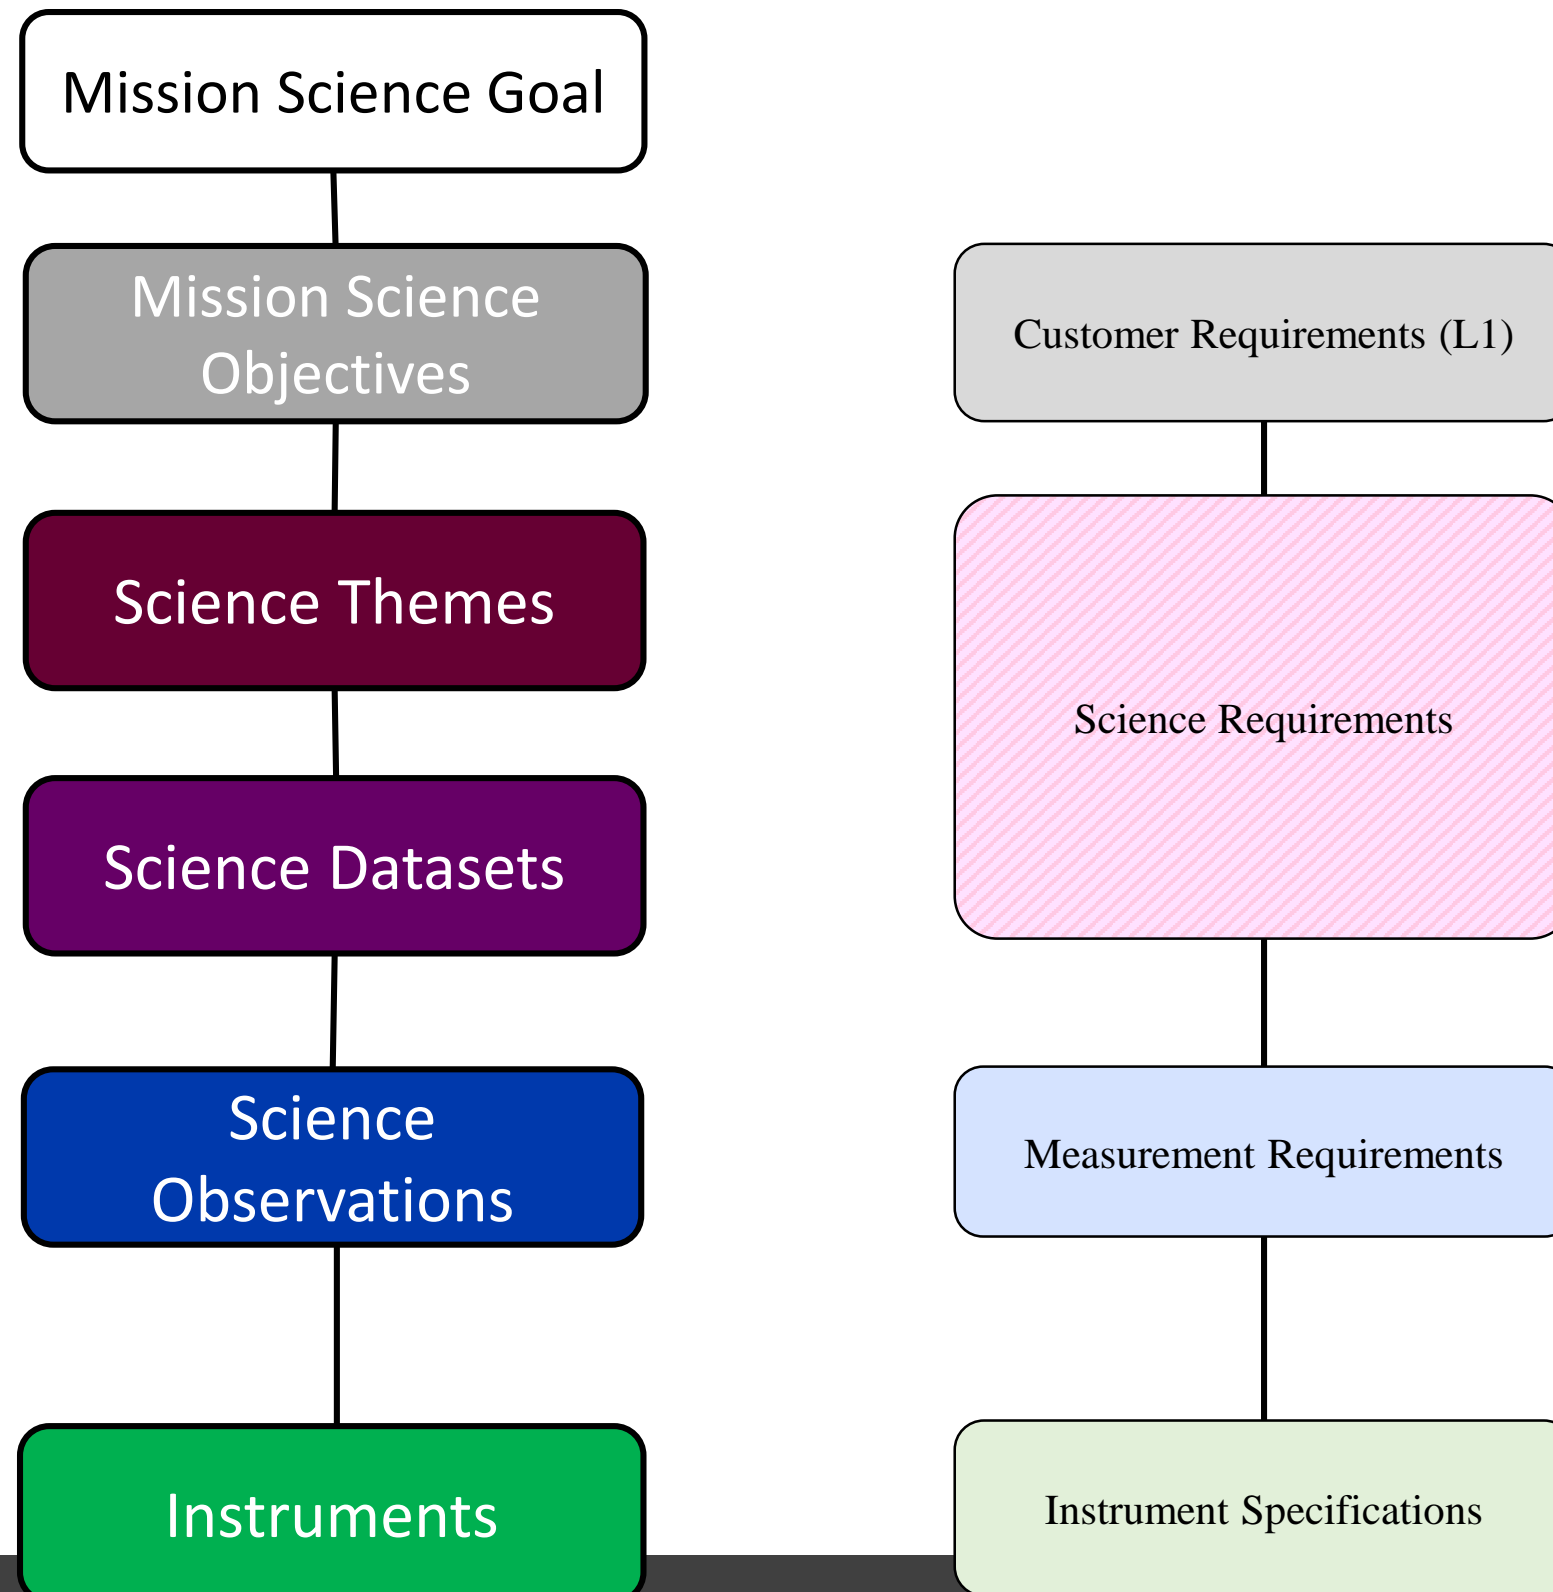 Mission Science Goal
Mission Science
Objectives
Science Themes
Science Datasets
Science
Observations
Instruments
Customer Requirements (L1)
Science Requirements
Measurement Requirements
Instrument Specifications